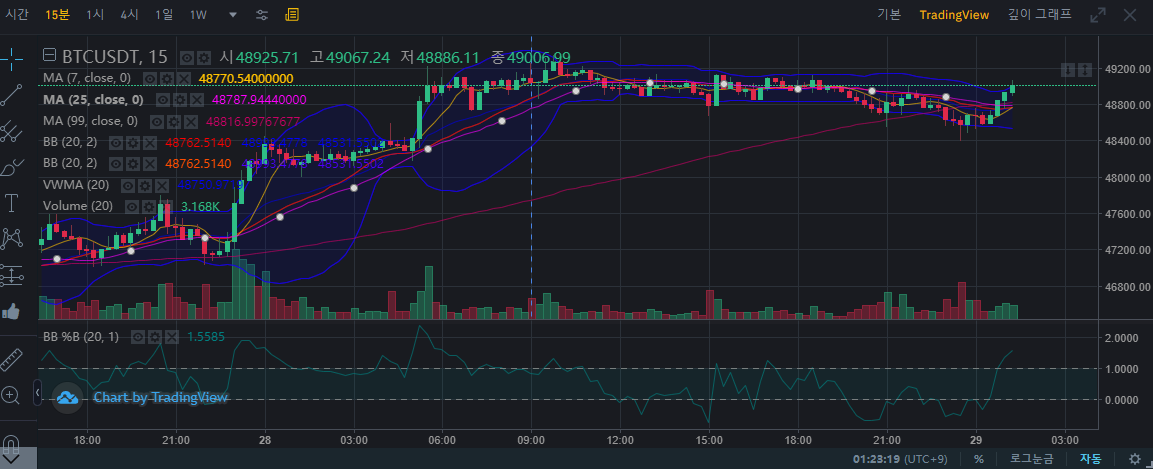 시간 15분 1시 4시 1일 1W 기본 TradingView 깊이 그래프
BTCUSDT, 15 시48925.71 고49067.24 저48886.11 종49006.99
MA (7, close, 0) 48770.54000000
MA (25, close, 0) 48787.94440000
MA (99, close, 0) 48816.99767677
BB (20, 2) 48762.5140
BB (20, 2) 48762.5140
VWMA (20)
Volume (20) 3.168K
49200.00
48800.00
48400.00
48000.00
47600.00
47200.00
46800.00
BB %B (20, 1) 1.5585
2.0000
1.0000
0.0000
Chart by TradingView
18:00 21:00 28 03:00 06:00 09:00 12:00 15:00 18:00 21:00 29 03:00
01:23:19 (UTC+9) % 로그눈금 자동